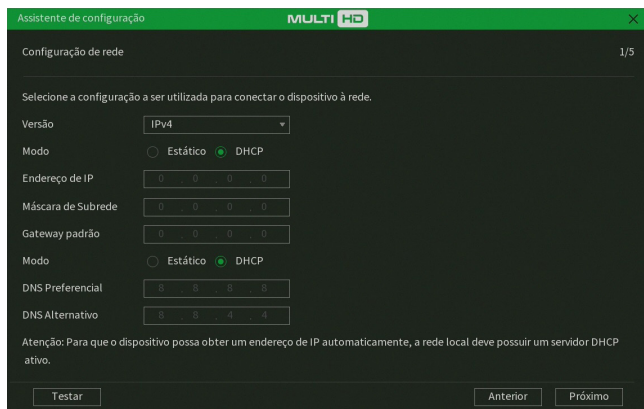 Assistente de configuração MULTI HD X
Configuração de rede 1/5
Selecione a configuração a ser utilizada para conectar o dispositivo à rede.
Versão IPv4
Modo Estático DHCP
Endereço de IP 0 . 0 . 0 . 0
Máscara de Subrede 0 . 0 . 0 . 0
Gateway padrão 0 . 0 . 0 . 0
Modo Estático DHCP
DNS Preferencial 8 . 8 . 8 . 8
DNS Alternativo 8 . 8 . 4 . 4
Atenção: Para que o dispositivo possa obter um endereço de IP automaticamente, a rede local deve possuir um servidor DHCP
ativo.
Testar Anterior Próximo